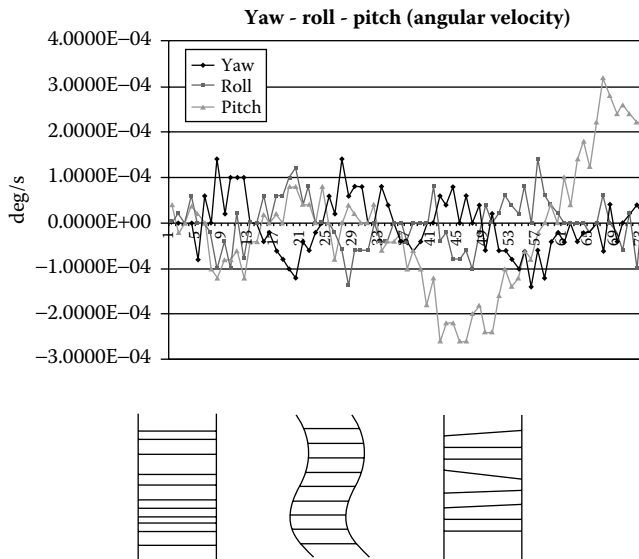 Yaw - roll - pitch (angular velocity)
4.0000E−04
3.0000E−04
2.0000E−04
1.0000E−04
0.0000E+00
−1.0000E−04
−2.0000E−04
−3.0000E−04
deg/s
Yaw
Roll
Pitch
1 5 9 13 17 21 25 29 33 37 41 45 49 53 57 61 65 69 73